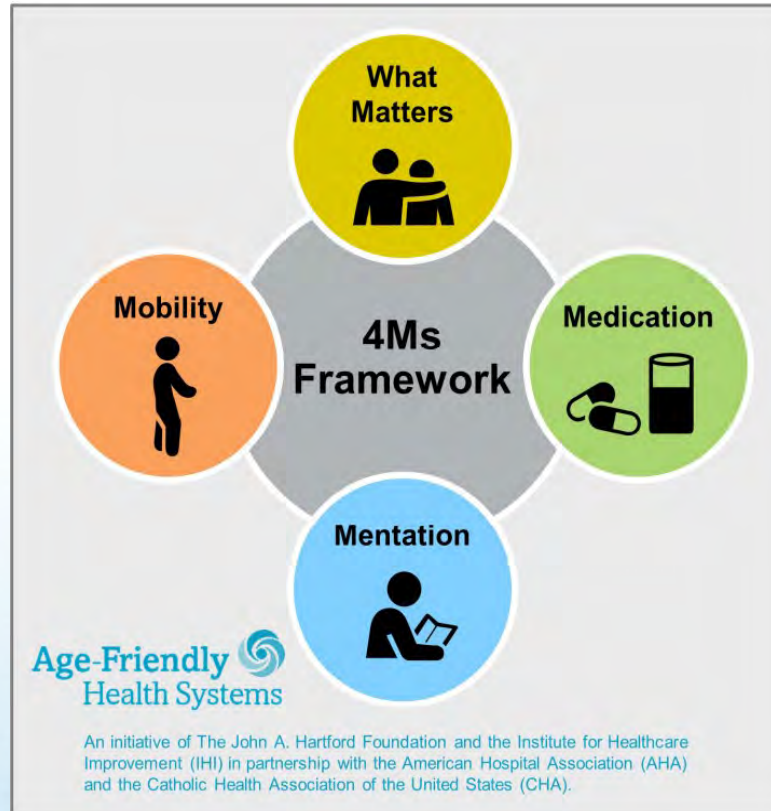 What
Matters
Mobility
4Ms
Framework
Medication
Mentation
Age-Friendly
Health Systems
An initiative of The John A. Hartford Foundation and the Institute for Healthcare
Improvement (IHI) in partnership with the American Hospital Association (AHA)
and the Catholic Health Association of the United States (CHA).